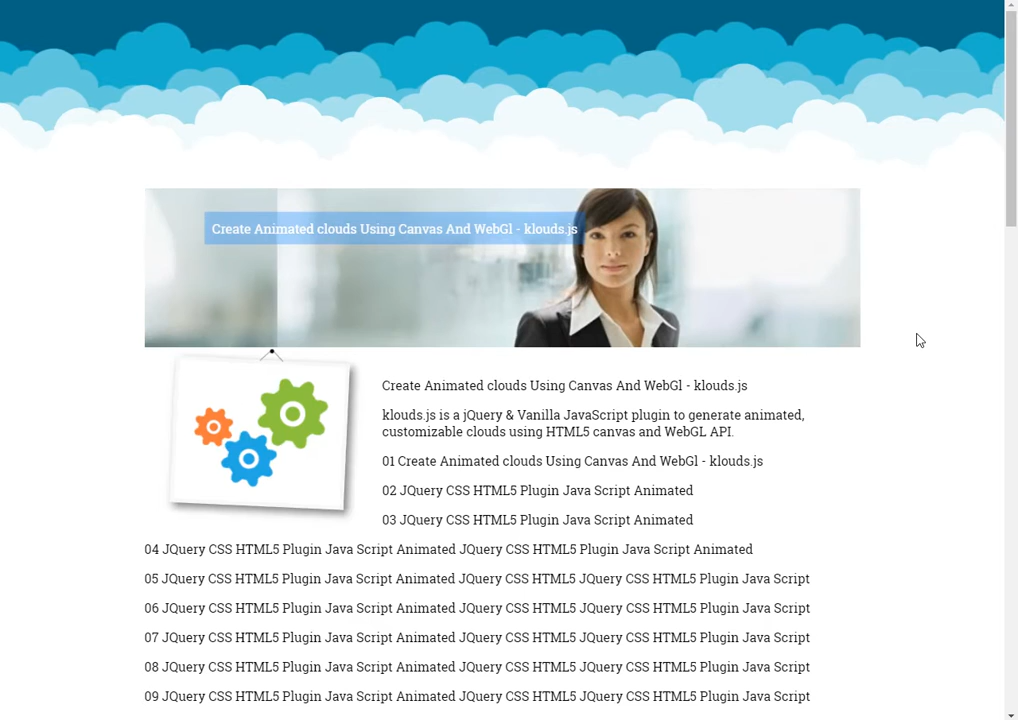 Create Animated clouds Using Canvas And WebGl - klouds.js
Create Animated clouds Using Canvas And WebGl - klouds.js
klouds.js is a jQuery & Vanilla JavaScript plugin to generate animated,
customizable clouds using HTML5 canvas and WebGL API.
01 Create Animated clouds Using Canvas And WebGl - klouds.js
02 JQuery CSS HTML5 Plugin Java Script Animated
03 JQuery CSS HTML5 Plugin Java Script Animated
04 JQuery CSS HTML5 Plugin Java Script Animated JQuery CSS HTML5 Plugin Java Script Animated
05 JQuery CSS HTML5 Plugin Java Script Animated JQuery CSS HTML5 JQuery CSS HTML5 Plugin Java Script
06 JQuery CSS HTML5 Plugin Java Script Animated JQuery CSS HTML5 JQuery CSS HTML5 Plugin Java Script
07 JQuery CSS HTML5 Plugin Java Script Animated JQuery CSS HTML5 JQuery CSS HTML5 Plugin Java Script
08 JQuery CSS HTML5 Plugin Java Script Animated JQuery CSS HTML5 JQuery CSS HTML5 Plugin Java Script
09 JQuery CSS HTML5 Plugin Java Script Animated JQuery CSS HTML5 JQuery CSS HTML5 Plugin Java Script